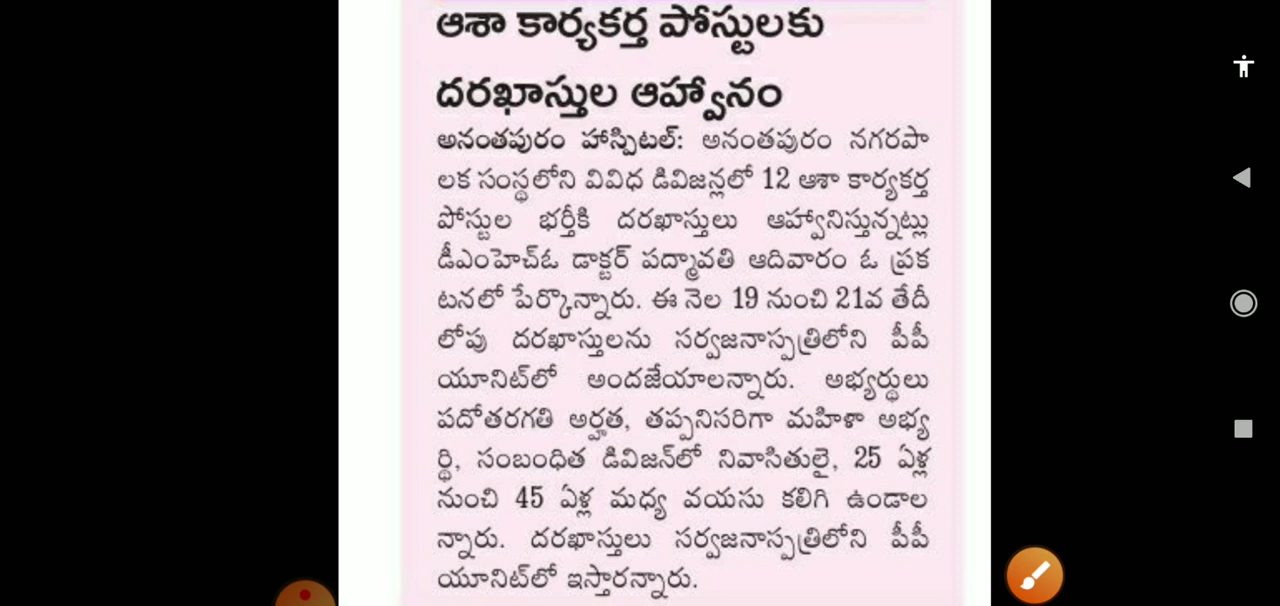 ఆశా కార్యకర్త పోస్టులకు
దరఖాస్తుల ఆహ్వానం
అనంతపురం హాస్పిటల్: అనంతపురం నగరపా
లక సంస్థలోని వివిధ డివిజన్లలో 12 ఆశా కార్యకర్త
పోస్టుల భర్తీకి దరఖాస్తులు ఆహ్వానిస్తున్నట్లు
డీఎంహెచ్ఓ డాక్టర్ పద్మావతి ఆదివారం ఓ ప్రక
టనలో పేర్కొన్నారు. ఈ నెల 19 నుంచి 21వ తేదీ
లోపు దరఖాస్తులను సర్వజనాస్పత్రిలోని పీపీ
యూనిట్‌లో అందజేయాలన్నారు. అభ్యర్థులు
పదోతరగతి అర్హత, తప్పనిసరిగా మహిళా అభ్య
ర్థి, సంబంధిత డివిజన్‌లో నివాసితులై, 25 ఏళ్ల
నుంచి 45 ఏళ్ల మధ్య వయసు కలిగి ఉండాల
న్నారు. దరఖాస్తులు సర్వజనాస్పత్రిలోని పీపీ
యూనిట్‌లో ఇస్తారన్నారు.